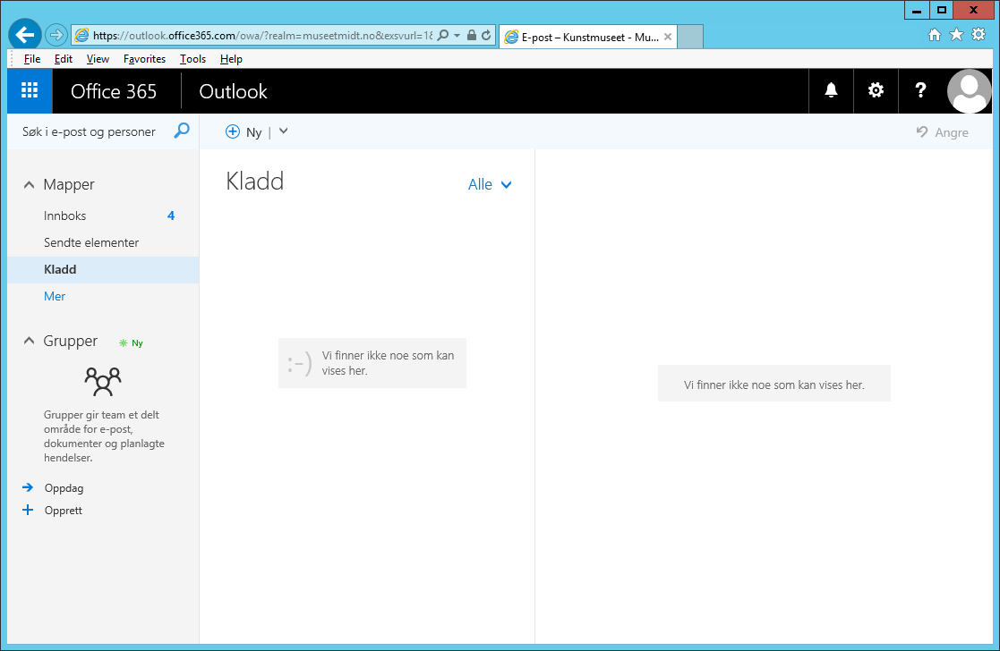 https://outlook.office365.com/owa/?realm=museetmidt.no&exsvurl=1&
E-post – Kunstmuseet - Mu...
File Edit View Favorites Tools Help
Office 365 Outlook ?
Søk i e-post og personer
Ny
Angre
Mapper
Innboks 4
Sendte elementer
Kladd
Mer
Grupper Ny
Grupper gir team et delt
område for e-post,
dokumenter og planlagte
hendelser.
Oppdag
Opprett
Kladd
Alle
:-)
Vi finner ikke noe som kan
vises her.
Vi finner ikke noe som kan vises her.